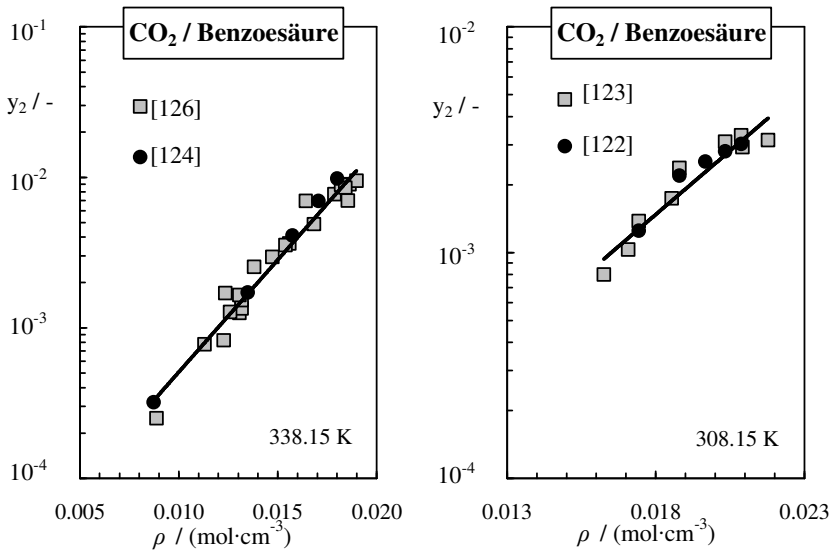 CO₂ / Benzoesäure
10⁻¹
y₂ / -
[126]
[124]
10⁻²
10⁻³
10⁻⁴
338.15 K
0.005 0.010 0.015 0.020
ρ / (mol·cm⁻³)
CO₂ / Benzoesäure
10⁻²
y₂ / -
[123]
[122]
10⁻³
10⁻⁴
308.15 K
0.013 0.018 0.023
ρ / (mol·cm⁻³)